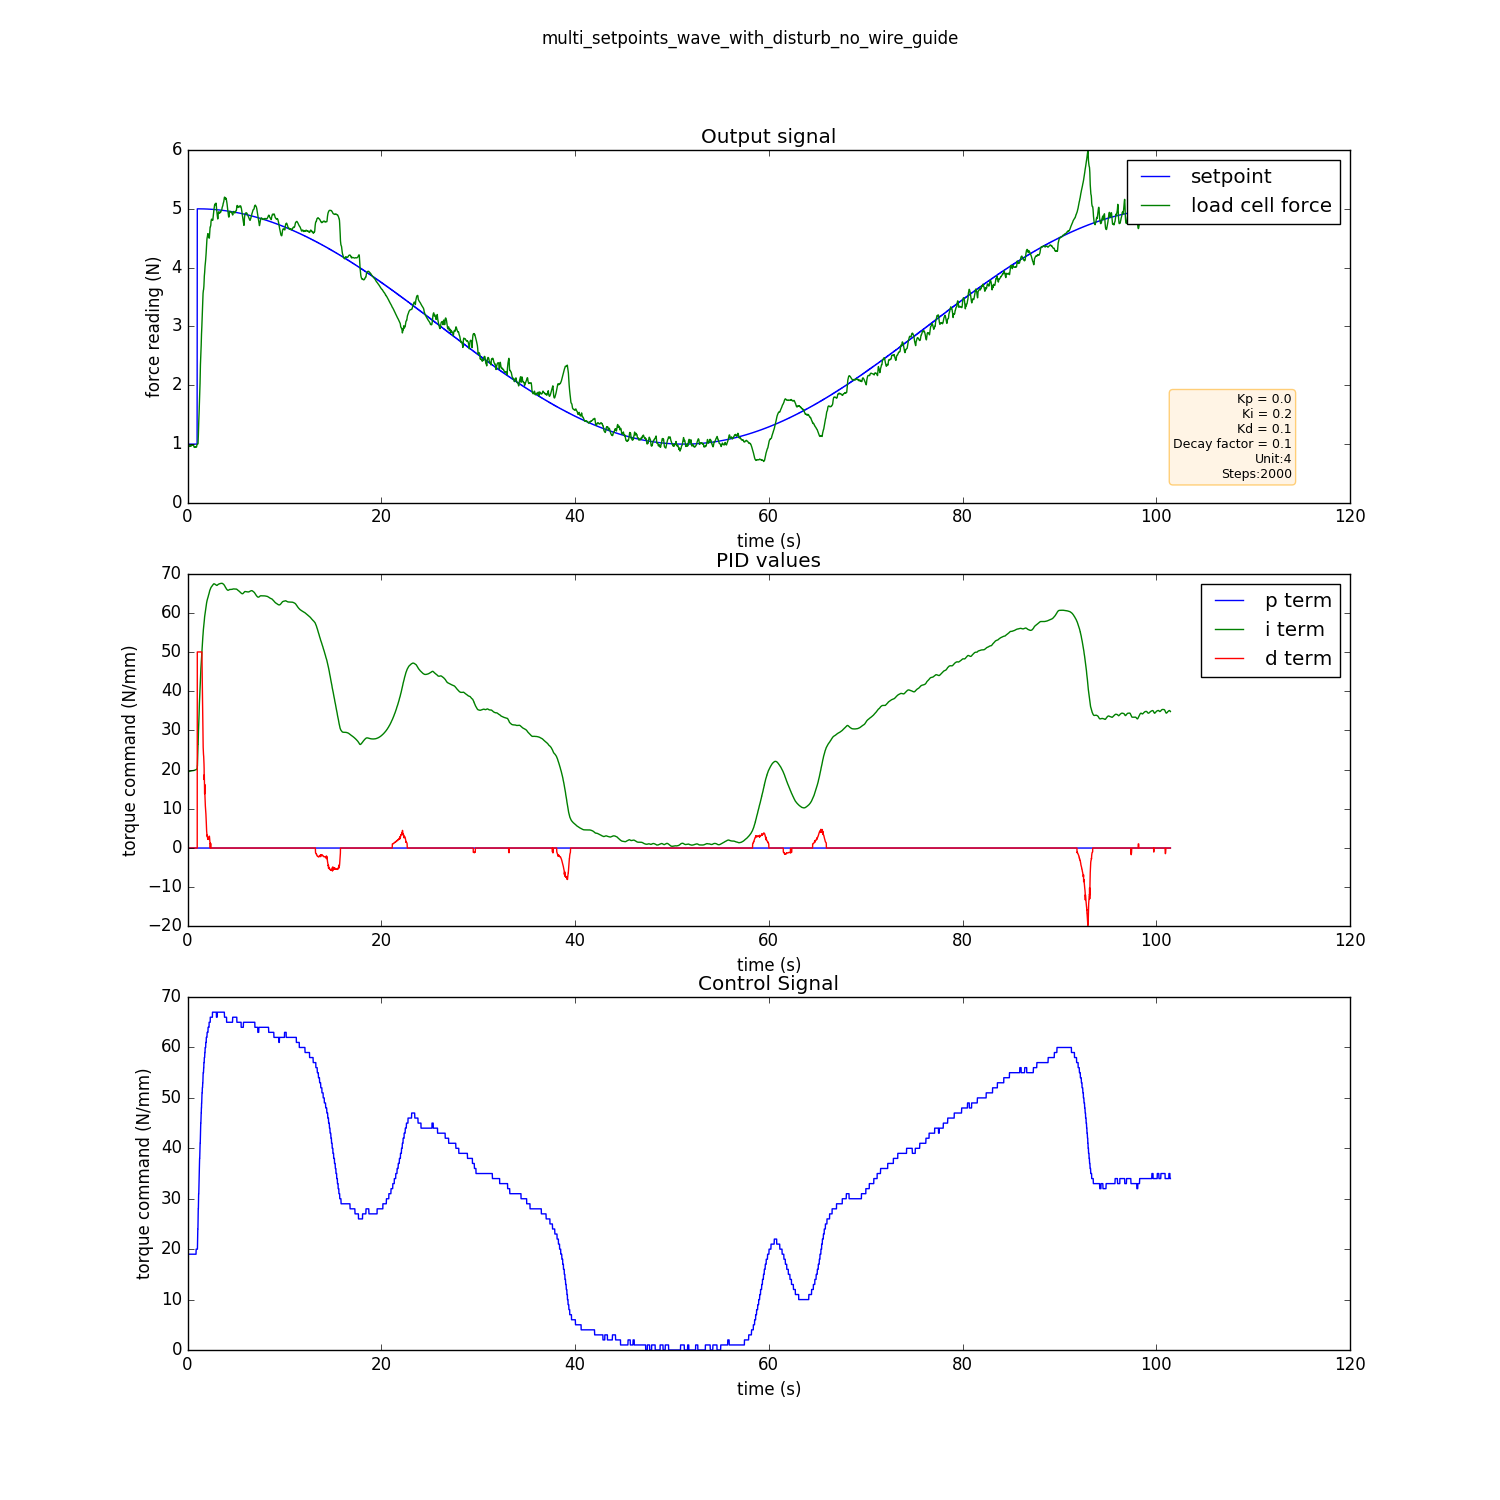 multi_setpoints_wave_with_disturb_no_wire_guide
Output signal
6
5
4
3
2
1
0
force reading (N)
setpoint
load cell force
Kp = 0.0
Ki = 0.2
Kd = 0.1
Decay factor = 0.1
Unit:4
Steps:2000
0 20 40 60 80 100 120
time (s)
PID values
70
60
50
40
30
20
10
0
−10
−20
torque command (N/mm)
p term
i term
d term
0 20 40 60 80 100 120
time (s)
Control Signal
70
60
50
40
30
20
10
0
torque command (N/mm)
0 20 40 60 80 100 120
time (s)